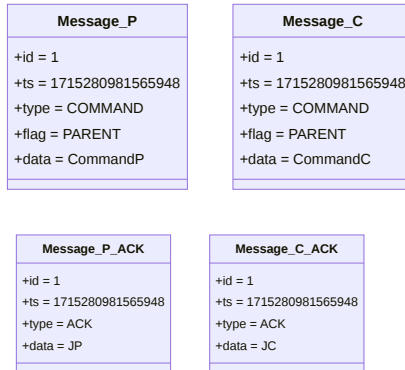 Message_P
+id = 1
+ts = 1715280981565948
+type = COMMAND
+flag = PARENT
+data = CommandP
Message_C
+id = 1
+ts = 1715280981565948
+type = COMMAND
+flag = PARENT
+data = CommandC
Message_P_ACK
+id = 1
+ts = 1715280981565948
+type = ACK
+data = JP
Message_C_ACK
+id = 1
+ts = 1715280981565948
+type = ACK
+data = JC